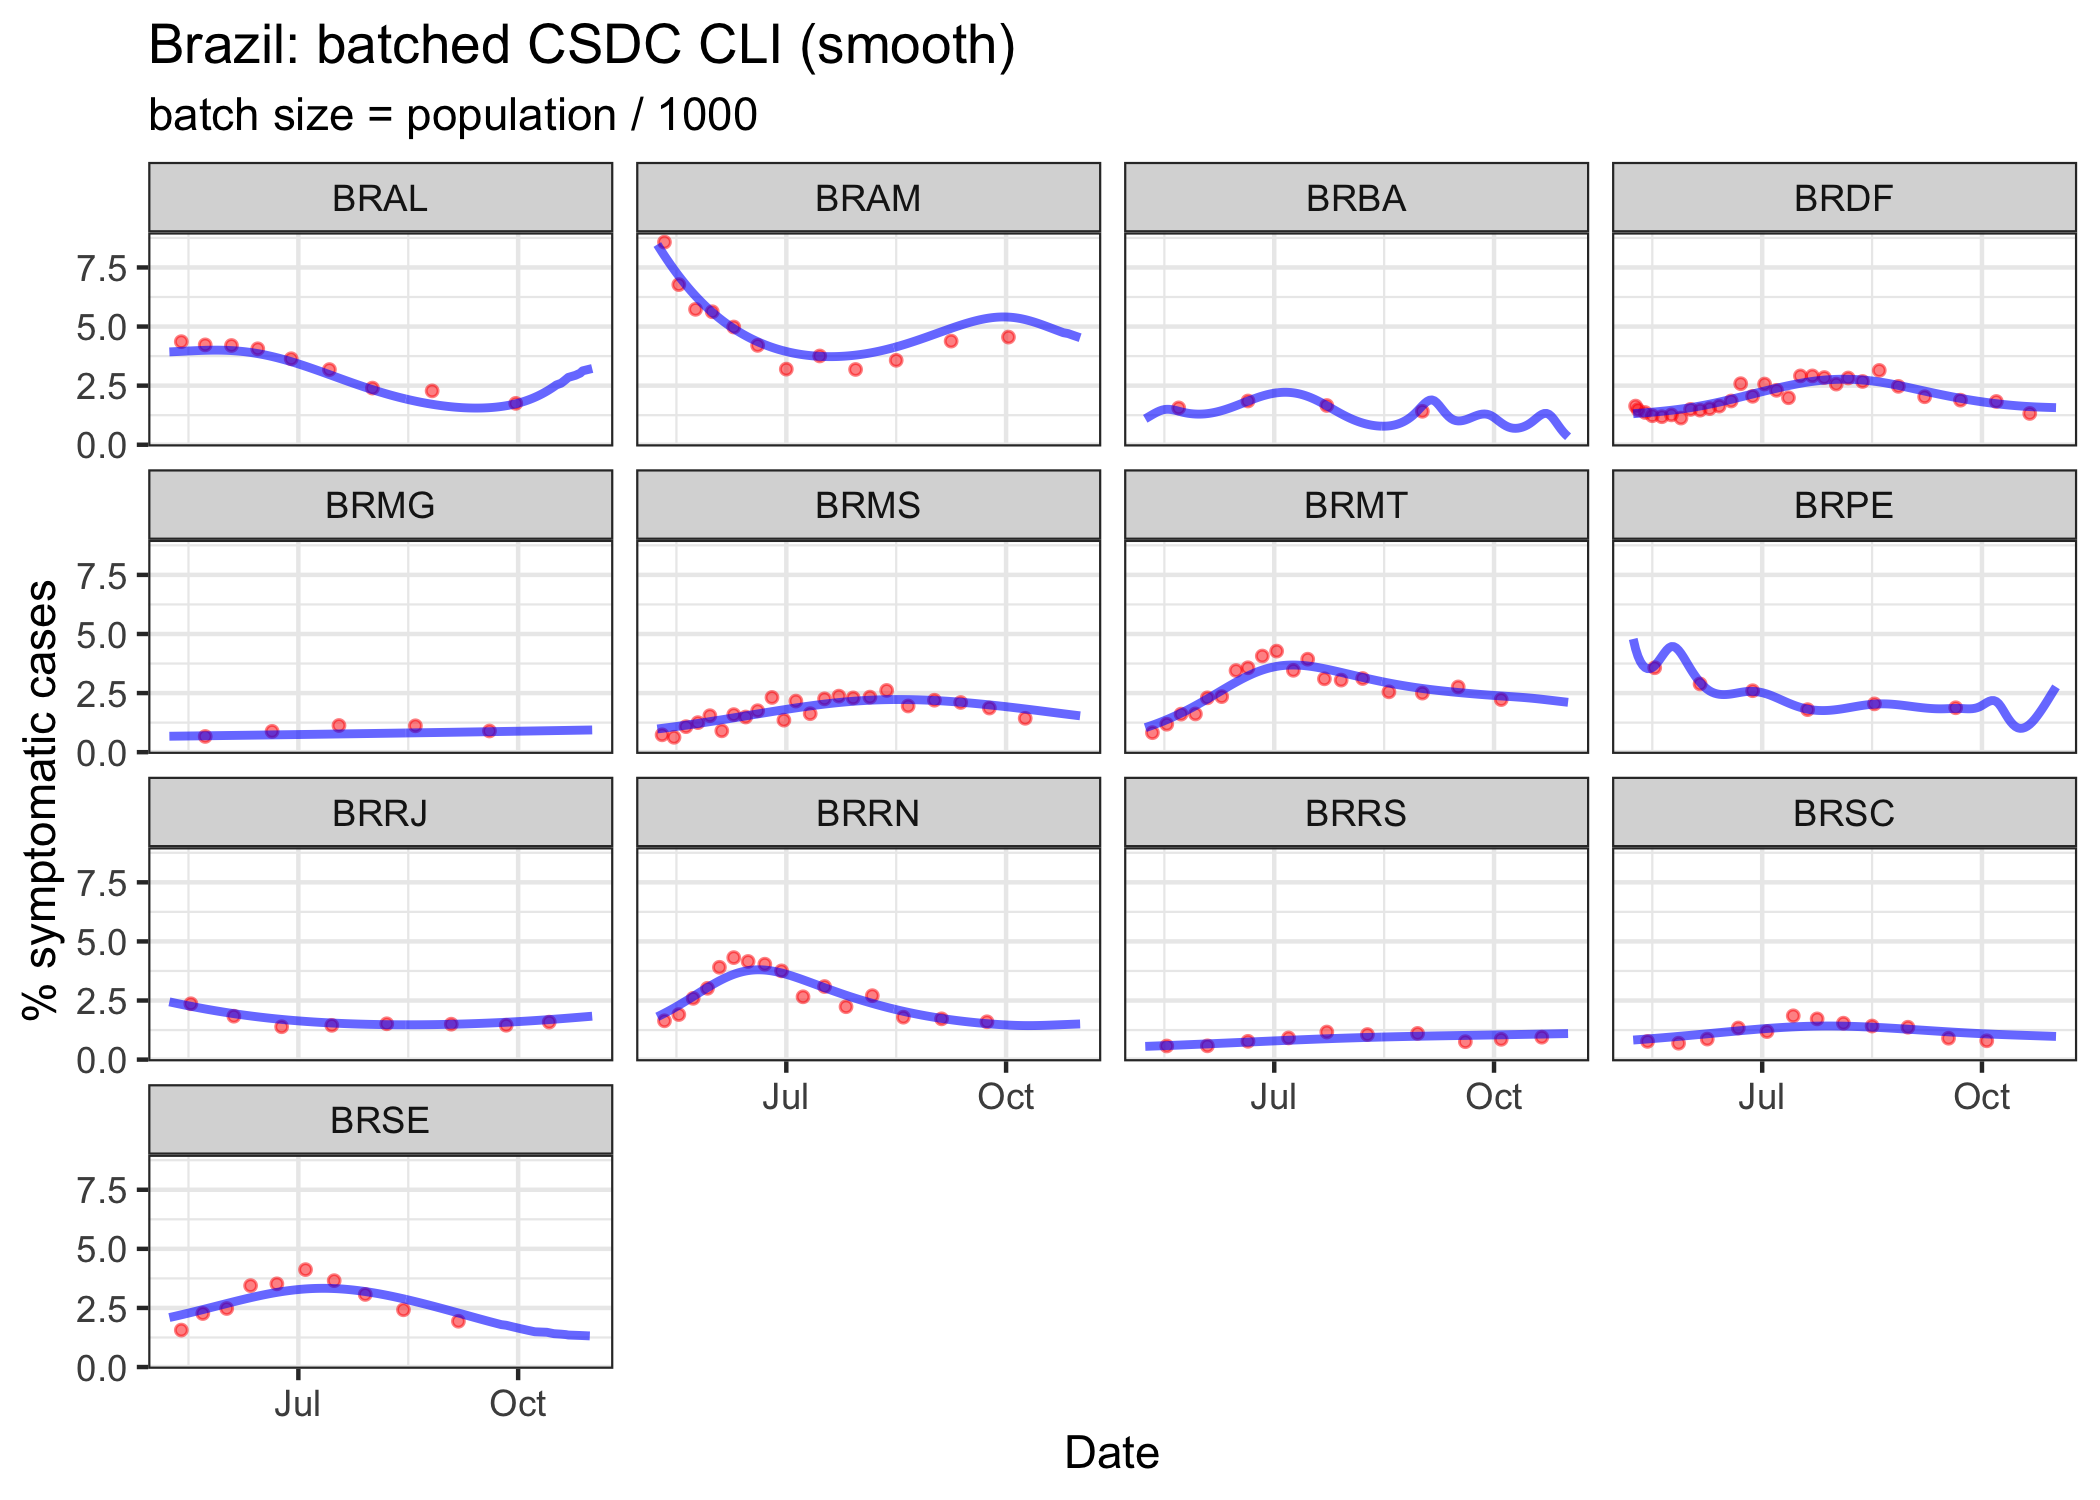 Brazil: batched CSDC CLI (smooth)
batch size = population / 1000
BRAL BRAM BRBA BRDF
7.5
5.0
2.5
0.0
BRMG BRMS BRMT BRPE
7.5
5.0
2.5
0.0
% symptomatic cases
BRRJ BRRN BRRS BRSC
7.5
5.0
2.5
0.0
Jul Oct Jul Oct Jul Oct
BRSE
7.5
5.0
2.5
0.0
Jul Oct
Date